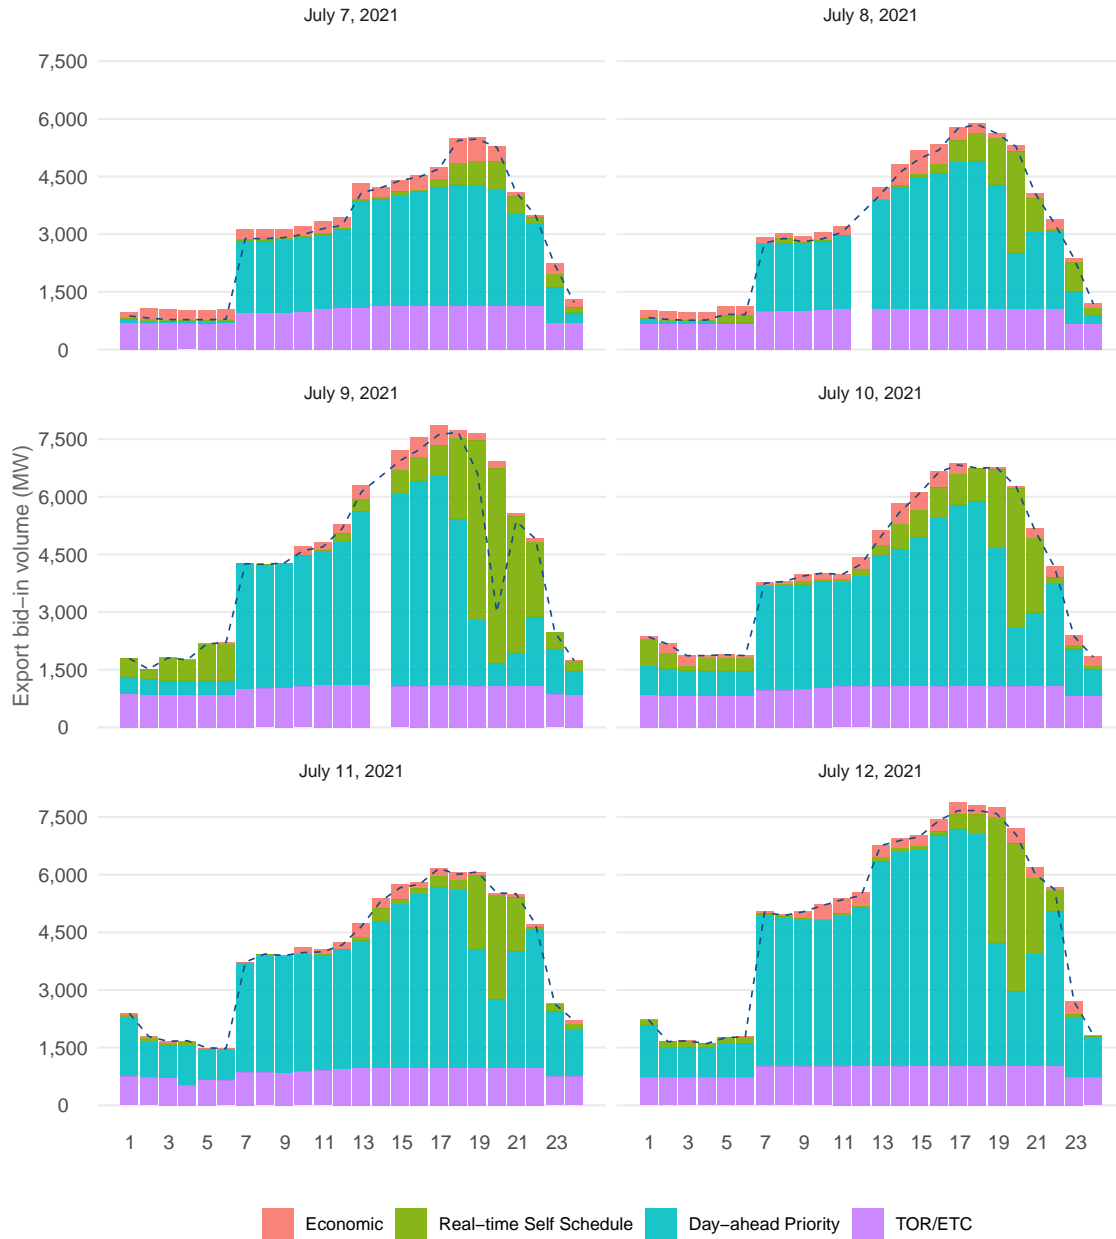 July 7, 2021
July 8, 2021
7,500
6,000
4,500
3,000
1,500
0
July 9, 2021
July 10, 2021
Export bid−in volume (MW)
7,500
6,000
4,500
3,000
1,500
0
July 11, 2021
July 12, 2021
7,500
6,000
4,500
3,000
1,500
0
1 3 5 7 9 11 13 15 17 19 21 23
1 3 5 7 9 11 13 15 17 19 21 23
Economic Real−time Self Schedule Day−ahead Priority TOR/ETC